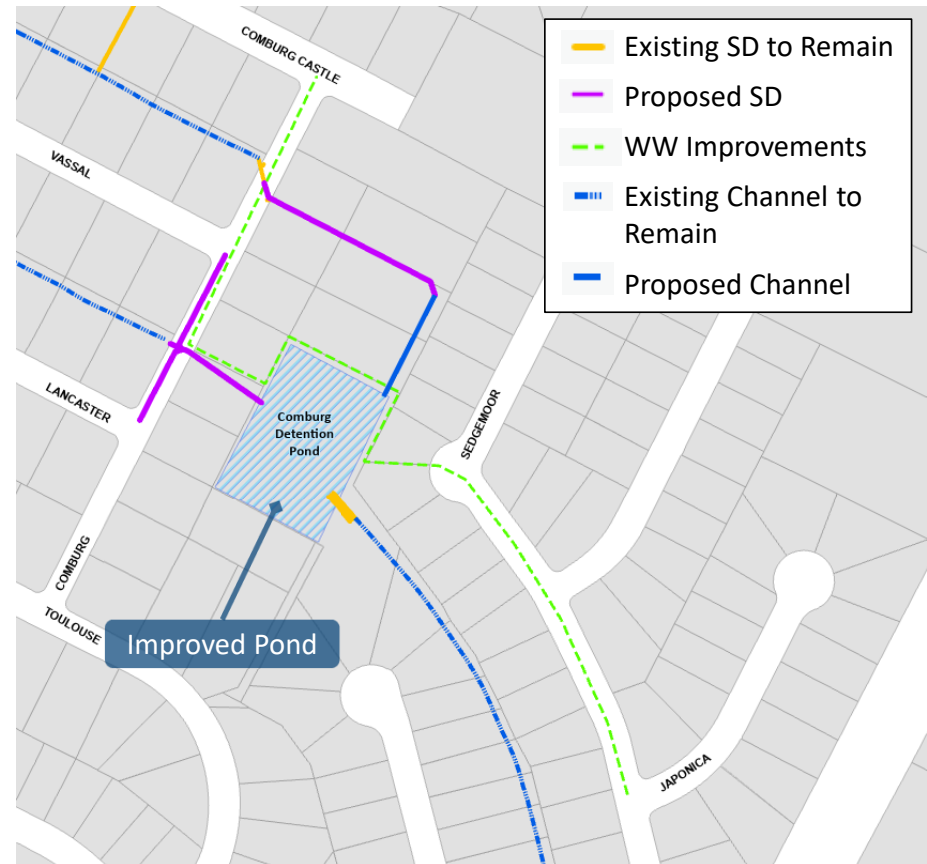 COMBURG CASTLE
Existing SD to Remain
Proposed SD
WW Improvements
Existing Channel to
Remain
Proposed Channel
VASSAL
LANCASTER
SEDGEMOOR
Comburg
Detention
Pond
COMBURG
TOULOUSE
Improved Pond
JAPONICA